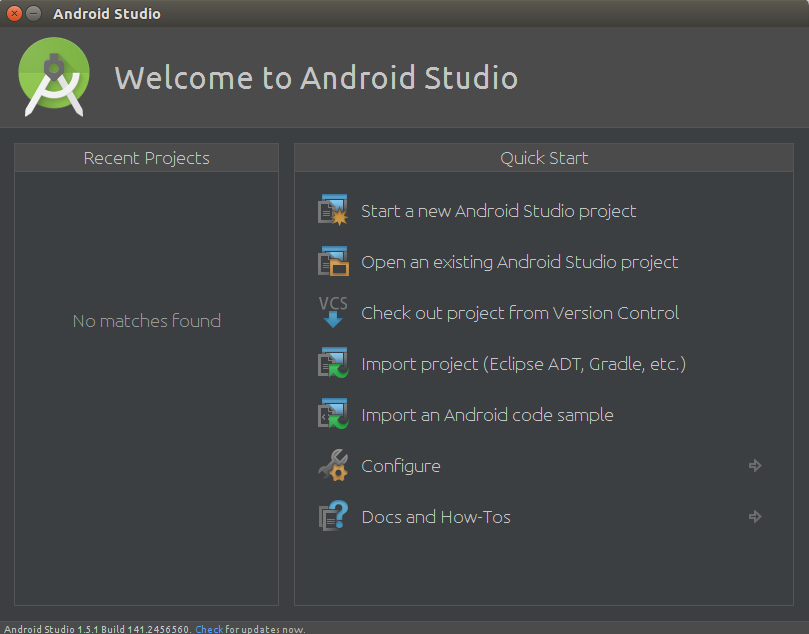 Android Studio
Welcome to Android Studio
Recent Projects
No matches found
Quick Start
Start a new Android Studio project
Open an existing Android Studio project
VCS
Check out project from Version Control
Import project (Eclipse ADT, Gradle, etc.)
Import an Android code sample
Configure
Docs and How-Tos
Android Studio 1.5.1 Build 141.2456560. Check for updates now.